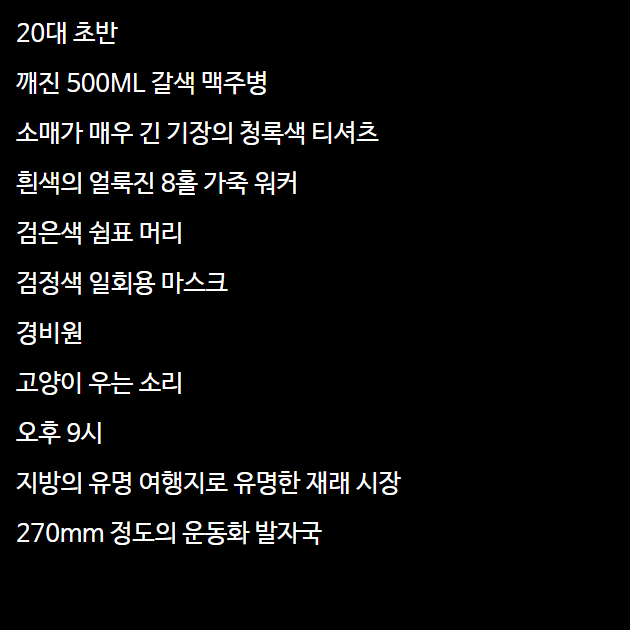 20대 초반
깨진 500ML 갈색 맥주병
소매가 매우 긴 기장의 청록색 티셔츠
흰색의 얼룩진 8홀 가죽 워커
검은색 쉼표 머리
검정색 일회용 마스크
경비원
고양이 우는 소리
오후 9시
지방의 유명 여행지로 유명한 재래 시장
270mm 정도의 운동화 발자국